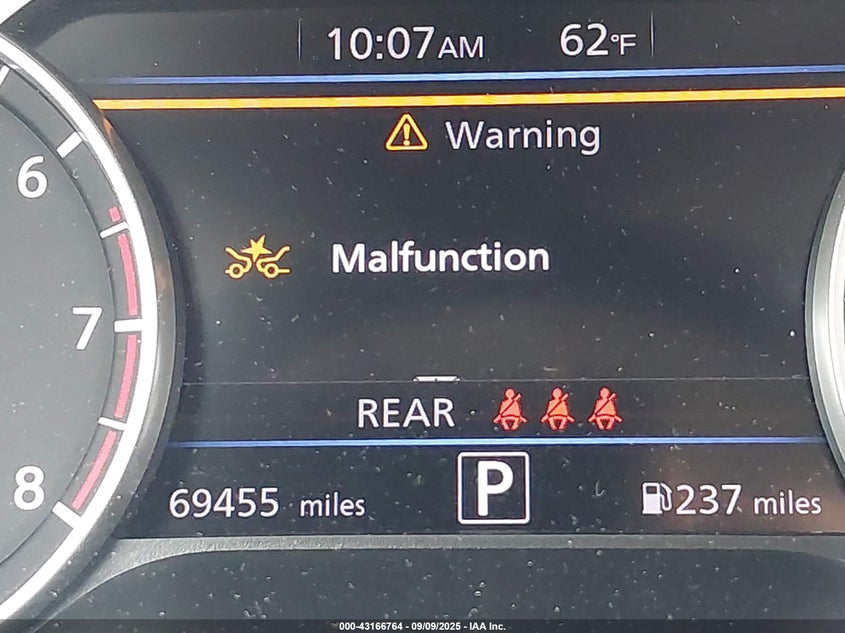 10:07AM 62°F
Warning
6
Malfunction
7
REAR
8
69455 miles P 237 miles
000-43166764 - 09/09/2025 - IAA Inc.